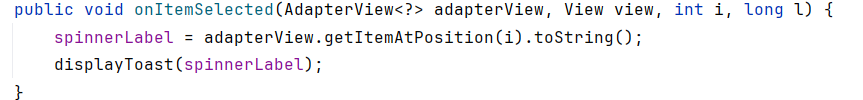 public void onItemSelected(AdapterView<?> adapterView, View view, int i, long l) {
    spinnerLabel = adapterView.getItemAtPosition(i).toString();
    displayToast(spinnerLabel);
}